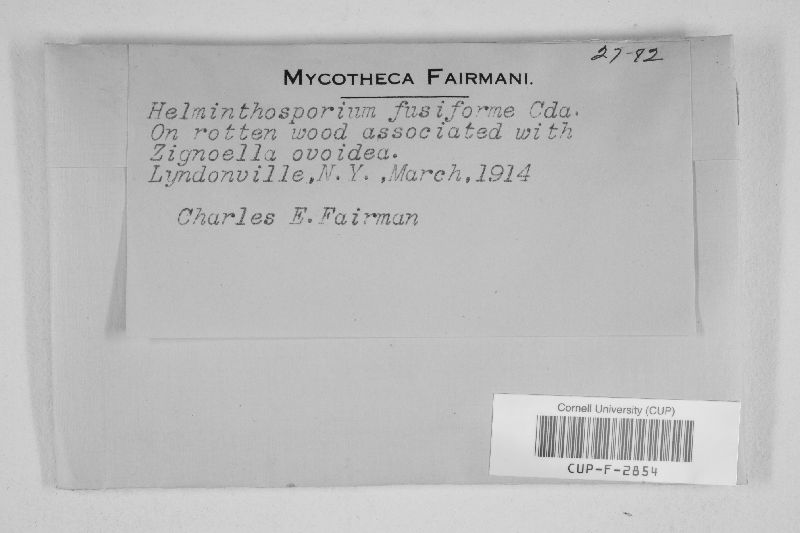 27-92
MYCOTHECA FAIRMANI.
Helminthosporium fusiforme Cda.
On rotten wood associated with
Zignoella ovoidea.
Lyndonville,N.Y.,March,1914
Charles E.Fairman
Cornell University (CUP)
CUP-F-2854